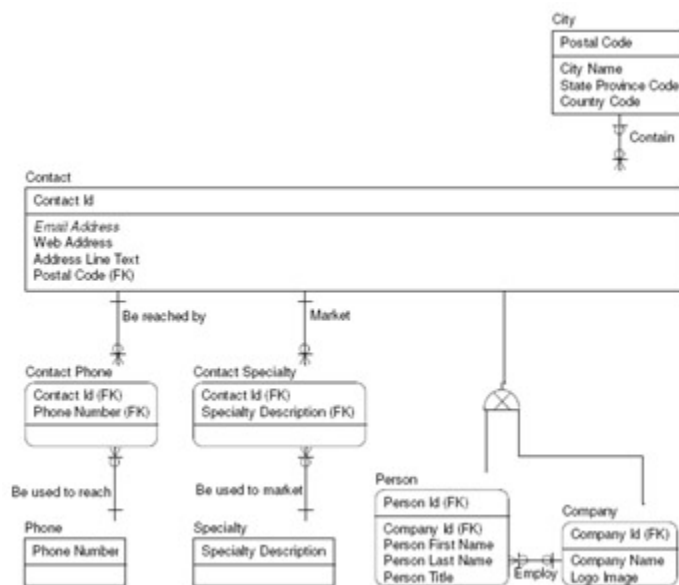 City
Postal Code
City Name
State Province Code
Country Code
Contain
Contact
Contact Id
Email Address
Web Address
Address Line Text
Postal Code (FK)
Be reached by
Market
Contact Phone
Contact Id (FK)
Phone Number (FK)
Contact Specialty
Contact Id (FK)
Specialty Description (FK)
Be used to reach
Be used to market
Phone
Phone Number
Specialty
Specialty Description
Person
Person Id (FK)
Company Id (FK)
Person First Name
Person Last Name
Person Title
Employ
Company
Company Id (FK)
Company Name
Logo Image